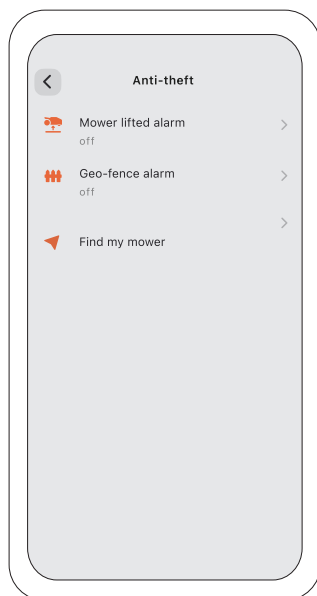 Anti-theft
Mower lifted alarm
off
Geo-fence alarm
off
Find my mower